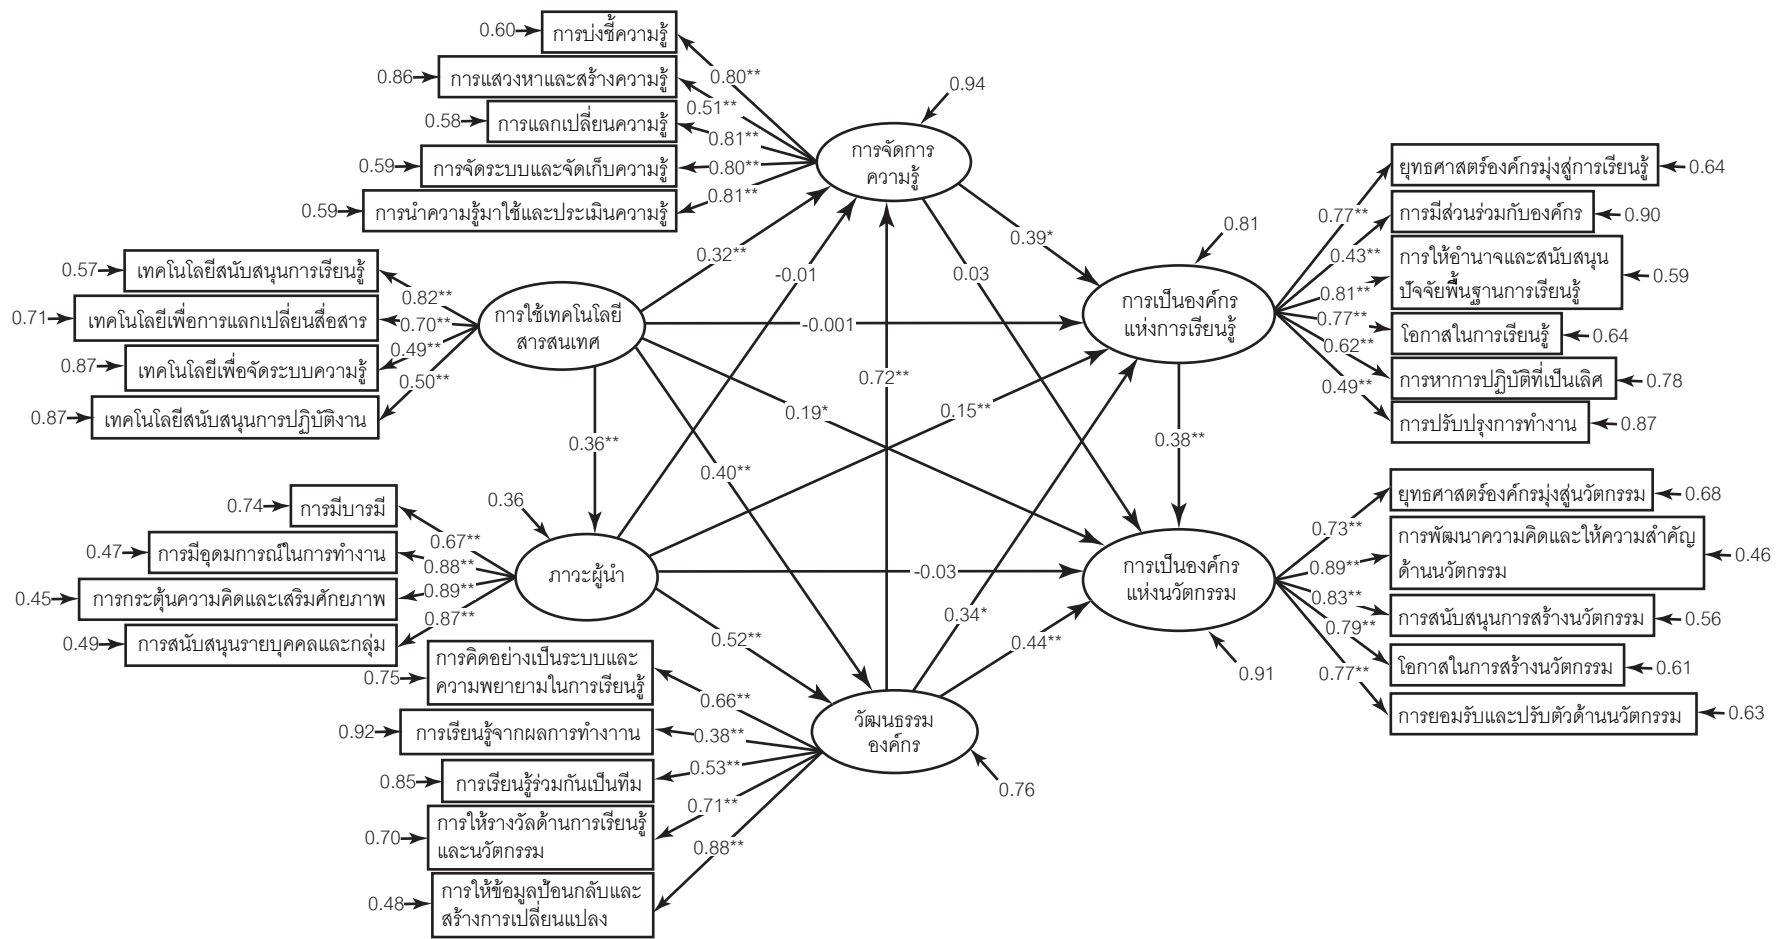 0.60
การบ่งชี้ความรู้
0.80**
0.86
การแสวงหาและสร้างความรู้
0.51**
0.58
การแลกเปลี่ยนความรู้
0.81**
0.59
การจัดระบบและจัดเก็บความรู้
0.80**
0.59
การนำความรู้มาใช้และประเมินความรู้
0.81**
0.94
การจัดการ
ความรู้
0.57
เทคโนโลยีสนับสนุนการเรียนรู้
0.82**
0.71
เทคโนโลยีเพื่อการแลกเปลี่ยนสื่อสาร
0.70**
0.87
เทคโนโลยีเพื่อจัดระบบความรู้
0.49**
0.87
เทคโนโลยีสนับสนุนการปฏิบัติงาน
0.50**
การใช้เทคโนโลยี
สารสนเทศ
0.32**
-0.01
0.03
0.39*
-0.001
0.72**
0.19*
0.15**
0.36**
0.40**
0.38**
0.81
การเป็นองค์กร
แห่งการเรียนรู้
0.77**
ยุทธศาสตร์องค์กรมุ่งสู่การเรียนรู้
0.64
0.43**
การมีส่วนร่วมกับองค์กร
0.90
0.81**
การให้อำนาจและสนับสนุน
ปัจจัยพื้นฐานการเรียนรู้
0.59
0.77**
โอกาสในการเรียนรู้
0.64
0.62**
การหาการปฏิบัติที่เป็นเลิศ
0.78
0.49**
การปรับปรุงการทำงาน
0.87
0.74
การมีบารมี
0.67**
0.47
การมีอุดมการณ์ในการทำงาน
0.88**
0.45
การกระตุ้นความคิดและเสริมศักยภาพ
0.89**
0.49
การสนับสนุนรายบุคคลและกลุ่ม
0.87**
0.36
ภาวะผู้นำ
-0.03
0.52**
0.34*
0.44**
การเป็นองค์กร
แห่งนวัตกรรม
0.91
0.73**
ยุทธศาสตร์องค์กรมุ่งสู่นวัตกรรม
0.68
0.89**
การพัฒนาความคิดและให้ความสำคัญ
ด้านนวัตกรรม
0.46
0.83**
การสนับสนุนการสร้างนวัตกรรม
0.56
0.79**
โอกาสในการสร้างนวัตกรรม
0.61
0.77**
การยอมรับและปรับตัวด้านนวัตกรรม
0.63
0.75
การคิดอย่างเป็นระบบและ
ความพยายามในการเรียนรู้
0.66**
0.92
การเรียนรู้จากผลการทำงาาน
0.38**
0.85
การเรียนรู้ร่วมกันเป็นทีม
0.53**
0.70
การให้รางวัลด้านการเรียนรู้
และนวัตกรรม
0.71**
0.48
การให้ข้อมูลป้อนกลับและ
สร้างการเปลี่ยนแปลง
0.88**
วัฒนธรรม
องค์กร
0.76